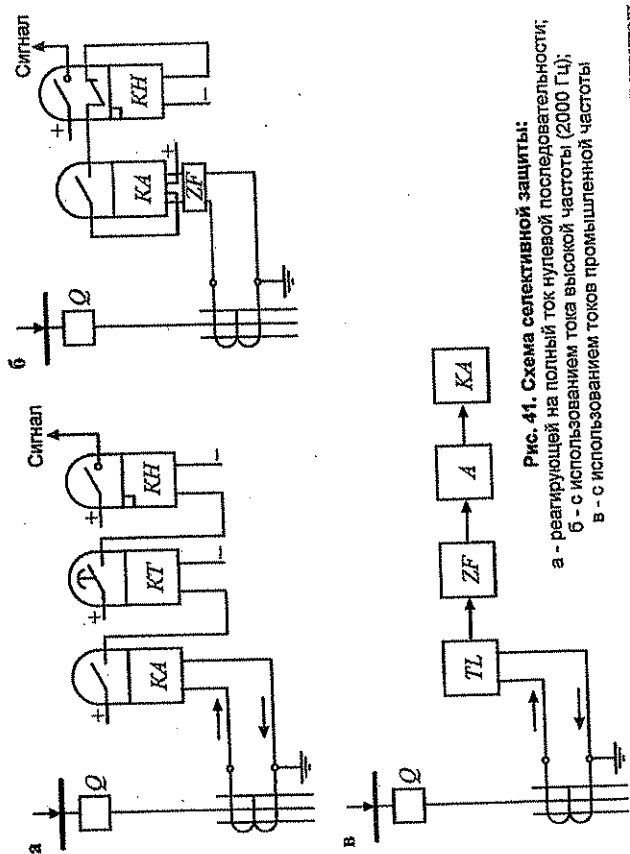 а
Q
KA
+
KT
+
–
KH
+
–
Сигнал
б
Q
KA
ZF
+
KH
+
–
Сигнал
в
Q
TL
ZF
A
KA
Рис. 41. Схема селективной защиты:
а - реагирующей на полный ток нулевой последовательности;
б - с использованием тока высокой частоты (2000 Гц);
в - с использованием токов промышленной частоты